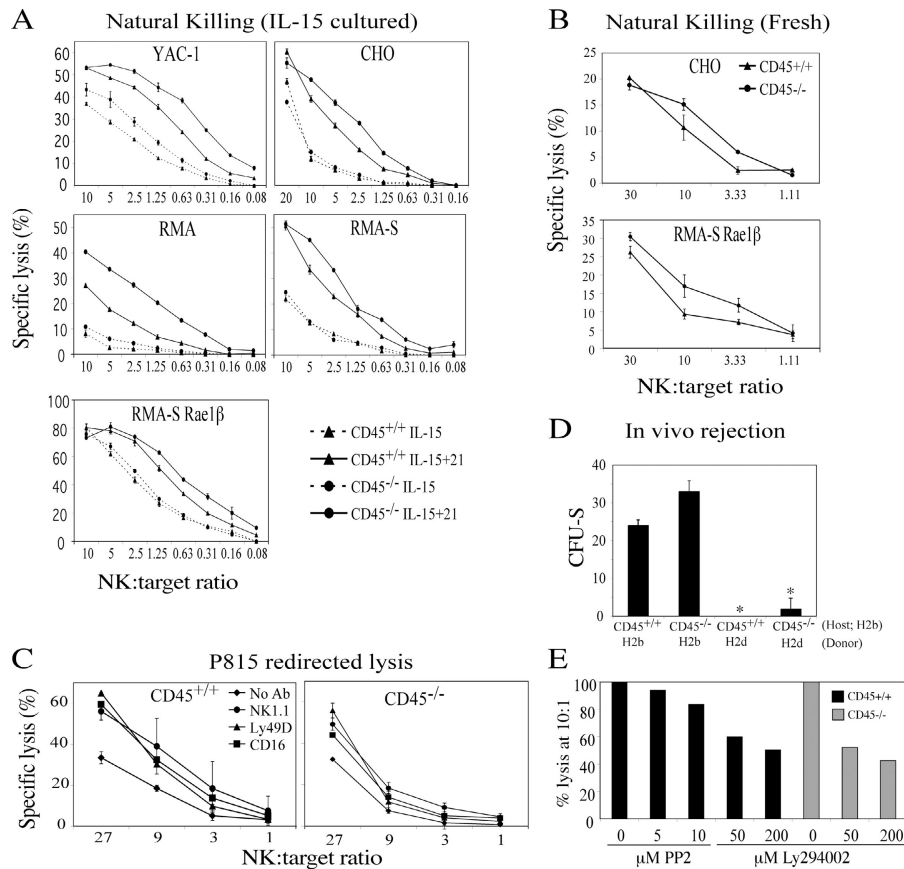 A
Natural Killing (IL-15 cultured)
YAC-1
60
50
40
30
20
10
0
10 5 2.5 1.25 0.63 0.31 0.16 0.08
CHO
20 10 5 2.5 1.25 0.63 0.31 0.16
Specific lysis (%)
RMA
50
40
30
20
10
0
10 5 2.5 1.25 0.63 0.31 0.16 0.08
RMA-S
10 5 2.5 1.25 0.63 0.31 0.16 0.08
RMA-S Rae1β
100
80
60
40
20
0
10 5 2.5 1.25 0.63 0.31 0.16 0.08
NK:target ratio
CD45+/+ IL-15
CD45+/+ IL-15+21
CD45-/- IL-15
CD45-/- IL-15+21
B
Natural Killing (Fresh)
CHO
CD45+/+
CD45-/-
25
20
15
10
5
0
30 10 3.33 1.11
Specific lysis (%)
RMA-S Rae1β
35
30
25
20
15
10
5
0
30 10 3.33 1.11
NK:target ratio
C
P815 redirected lysis
CD45+/+
No Ab
NK1.1
Ly49D
CD16
Specific lysis (%)
60
40
20
0
27 9 3 1
CD45-/-
27 9 3 1
NK:target ratio
D
In vivo rejection
CFU-S
40
30
20
10
0
* *
CD45+/+ CD45-/- CD45+/+ CD45-/- (Host; H2b)
H2b H2b H2d H2d (Donor)
E
% lysis at 10:1
100
80
60
40
100
0
CD45+/+
CD45-/-
0 5 10 50 200 0 50 200
μM PP2 μM Ly294002